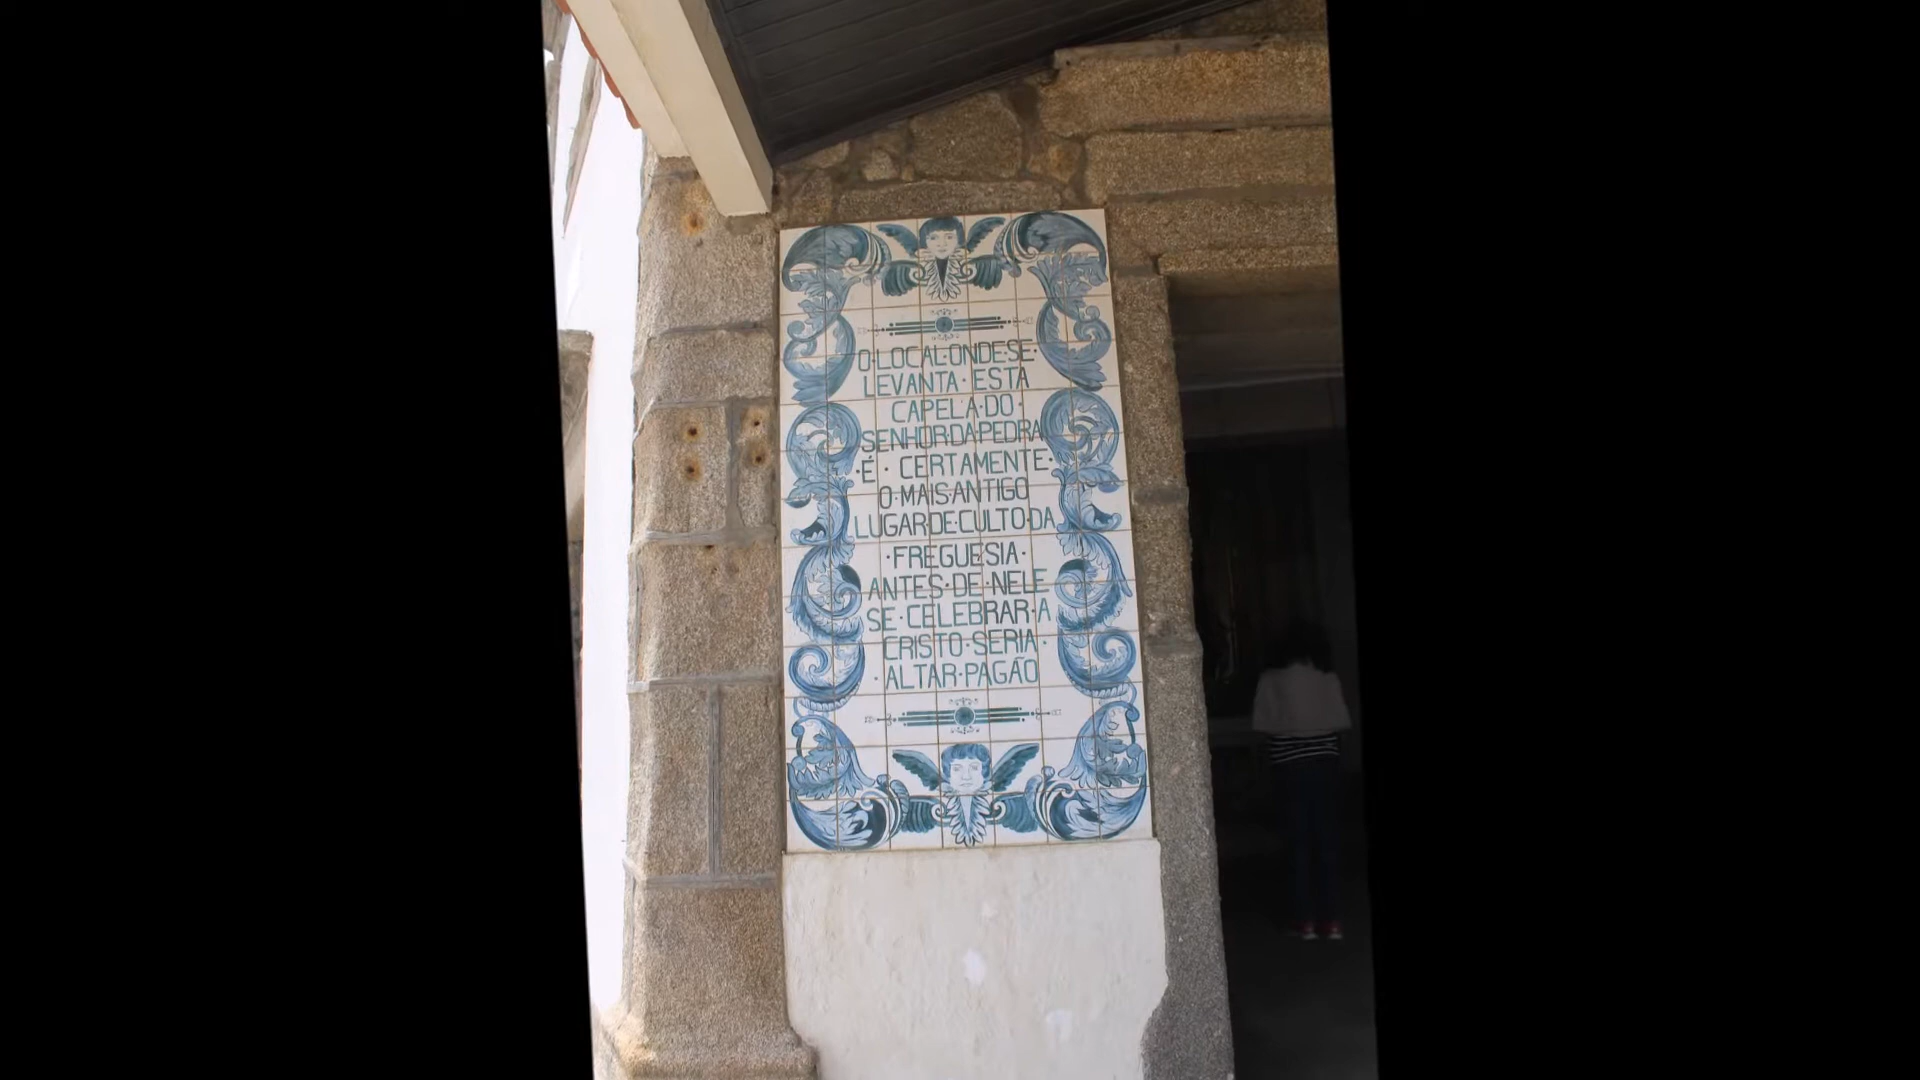 O·LOCAL·ONDE·SE·
LEVANTA·ESTA
CAPELA·DO·
SENHOR·DA·PEDRA
·É·CERTAMENTE·
O·MAIS·ANTIGO
LUGAR·DE·CULTO·DA
·FREGUESIA·
ANTES·DE·NELE
SE·CELEBRAR·A
CRISTO·SERIA·
·ALTAR·PAGÃO